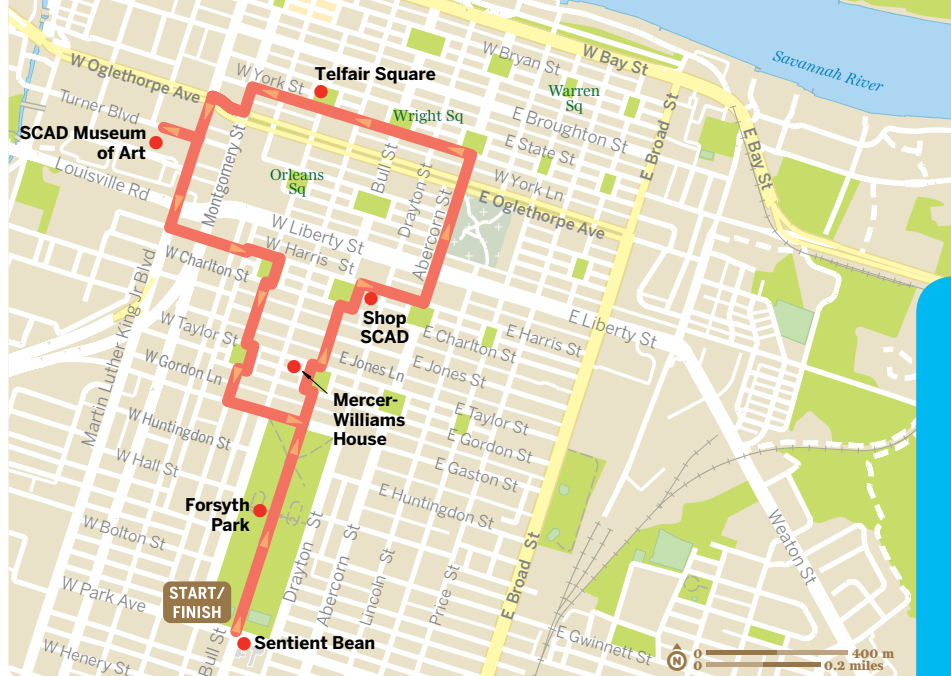 W Bay St
W Bryan St
Savannah River
W Oglethorpe Ave
W York St
Telfair Square
Warren
Sq
Turner Blvd
Wright Sq
E Broughton St
E Broad St
E Bay St
SCAD Museum
of Art
Montgomery St
E State St
Bull St
Drayton St
Louisville Rd
Orleans
Sq
W York Ln
E Oglethorpe Ave
Abercorn St
W Liberty St
W Harris St
W Charlton St
Martin Luther King Jr Blvd
Shop
SCAD
E Liberty St
W Taylor St
E Charlton St
E Harris St
W Gordon Ln
E Jones Ln
E Jones St
Mercer-
Williams
House
W Huntingdon St
E Taylor St
E Gordon St
W Hall St
E Gaston St
Forsyth
Park
E Huntingdon St
W Bolton St
Drayton St
Abercorn St
Lincoln St
Price St
E Broad St
Weaton St
W Park Ave
START/
FINISH
Bull St
Sentient Bean
E Gwinnett St
W Henery St
N
0 400 m
0 0.2 miles